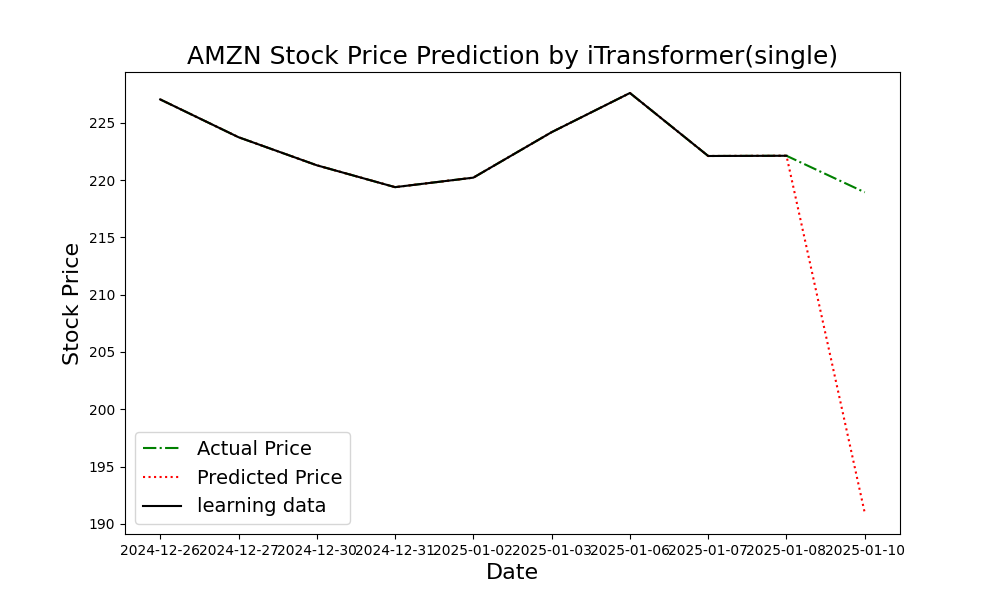 AMZN Stock Price Prediction by iTransformer(single)
225
220
215
210
205
200
195
190
Stock Price
Actual Price
Predicted Price
learning data
2024-12-26 2024-12-27 2024-12-30 2024-12-31 2025-01-02 2025-01-03 2025-01-06 2025-01-07 2025-01-08 2025-01-10
Date